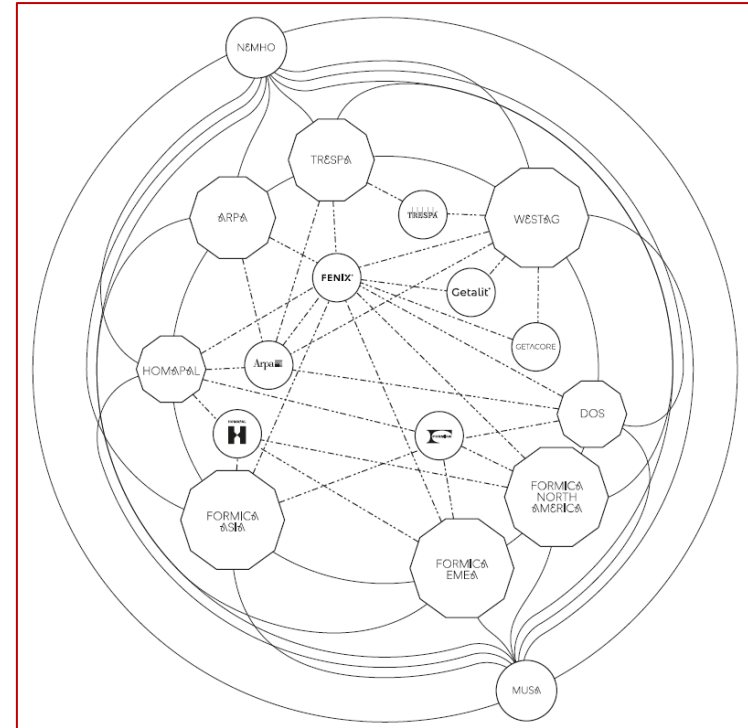 NEMHO
TRESPA
TRESPA
ARPA
WESTAG
FENIX®
Getalit®
GETACORE
Arpa
HOMAPAL
HOMAPAL
H
DOS
FORMICA
FORMICA
NORTH
AMERICA
FORMICA
ASIA
FORMICA
EMEA
MUSA